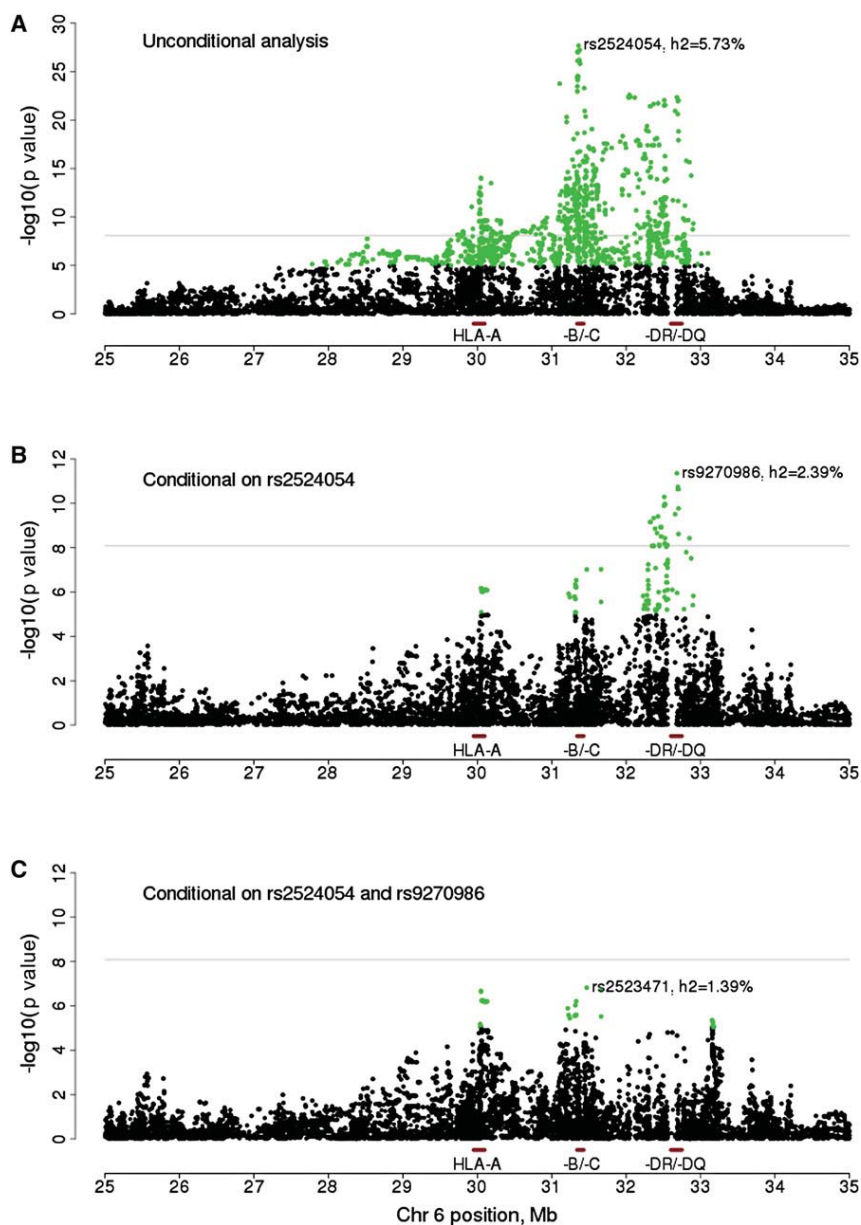 A
Unconditional analysis
rs2524054, h2=5.73%
-log10(p value)
30
25
20
15
10
5
0
HLA-A -B/-C -DR/-DQ
25 26 27 28 29 30 31 32 33 34 35
B
Conditional on rs2524054
rs9270986, h2=2.39%
-log10(p value)
12
10
8
6
4
2
0
HLA-A -B/-C -DR/-DQ
25 26 27 28 29 30 31 32 33 34 35
C
Conditional on rs2524054 and rs9270986
rs2523471, h2=1.39%
-log10(p value)
12
10
8
6
4
2
0
HLA-A -B/-C -DR/-DQ
25 26 27 28 29 30 31 32 33 34 35
Chr 6 position, Mb